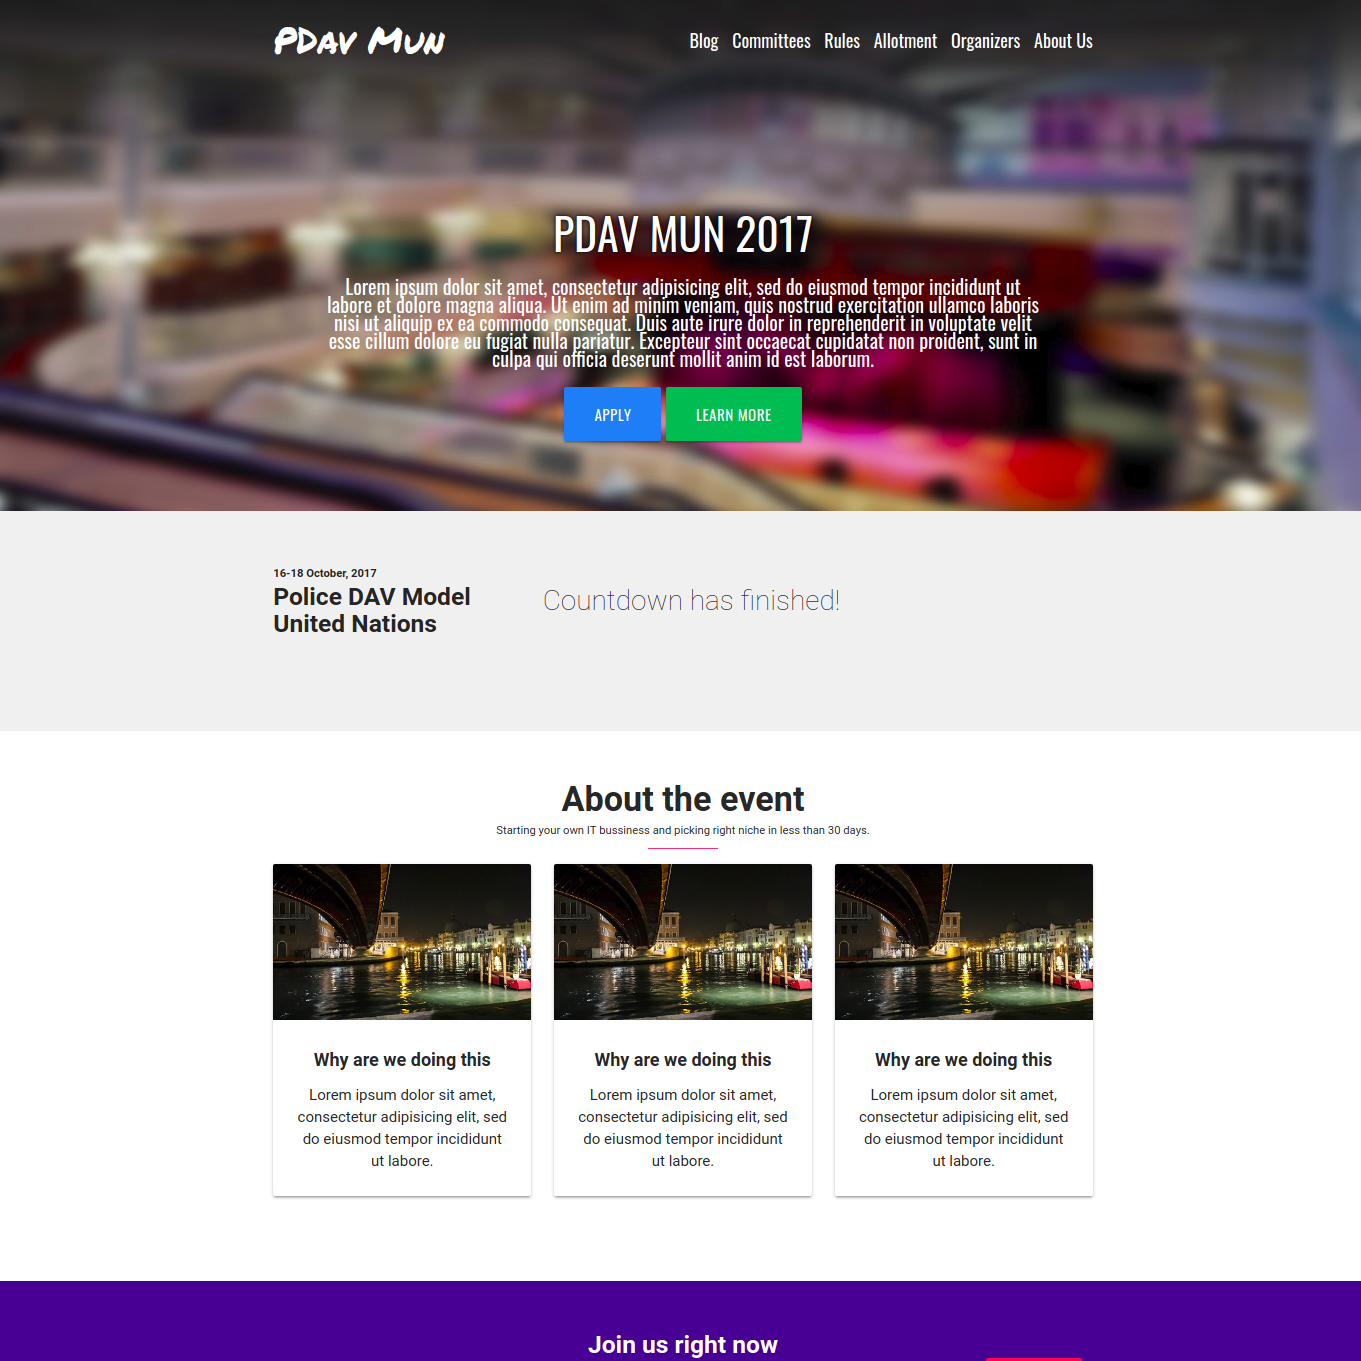 PDav Mun
Blog Committees Rules Allotment Organizers About Us
PDAV MUN 2017
Lorem ipsum dolor sit amet, consectetur adipisicing elit, sed do eiusmod tempor incididunt ut
labore et dolore magna aliqua. Ut enim ad minim veniam, quis nostrud exercitation ullamco laboris
nisi ut aliquip ex ea commodo consequat. Duis aute irure dolor in reprehenderit in voluptate velit
esse cillum dolore eu fugiat nulla pariatur. Excepteur sint occaecat cupidatat non proident, sunt in
culpa qui officia deserunt mollit anim id est laborum.
APPLY LEARN MORE
16-18 October, 2017
Police DAV Model
United Nations
Countdown has finished!
About the event
Starting your own IT bussiness and picking right niche in less than 30 days.
Why are we doing this
Lorem ipsum dolor sit amet,
consectetur adipisicing elit, sed
do eiusmod tempor incididunt
ut labore.
Why are we doing this
Lorem ipsum dolor sit amet,
consectetur adipisicing elit, sed
do eiusmod tempor incididunt
ut labore.
Why are we doing this
Lorem ipsum dolor sit amet,
consectetur adipisicing elit, sed
do eiusmod tempor incididunt
ut labore.
Join us right now